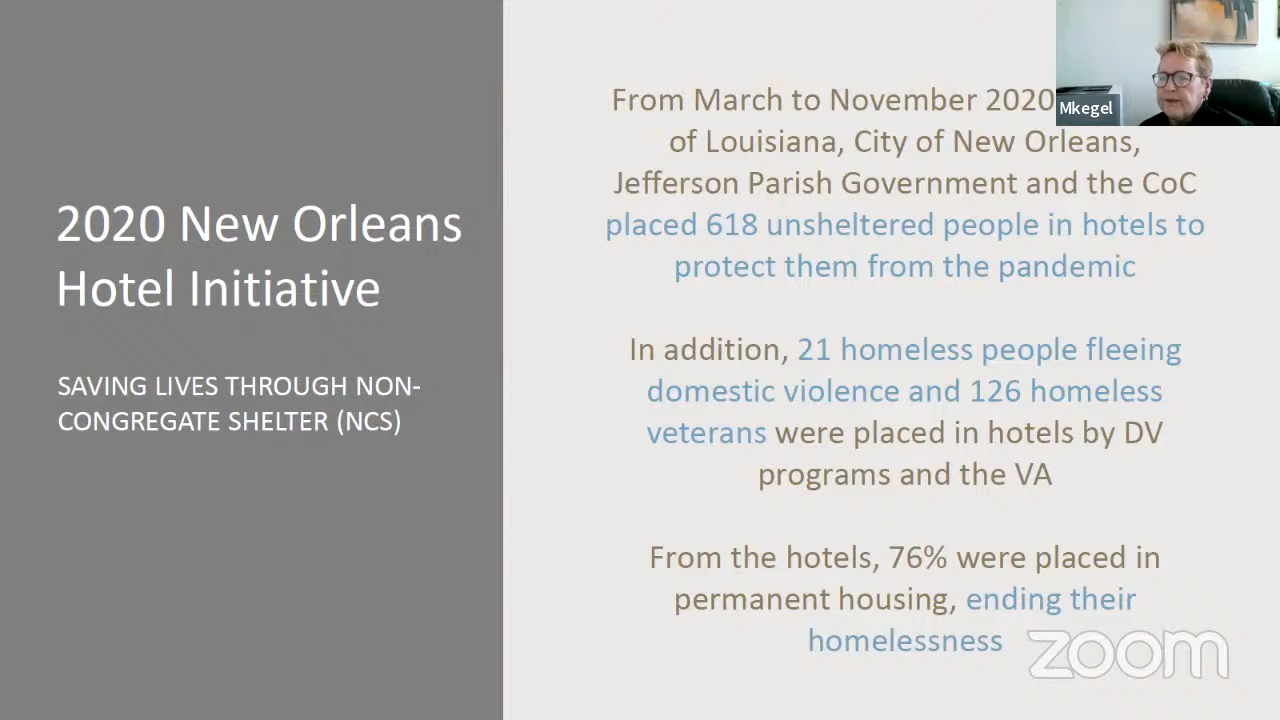 2020 New Orleans
Hotel Initiative
SAVING LIVES THROUGH NON-
CONGREGATE SHELTER (NCS)
From March to November 2020
of Louisiana, City of New Orleans,
Jefferson Parish Government and the CoC
placed 618 unsheltered people in hotels to
protect them from the pandemic
In addition, 21 homeless people fleeing
domestic violence and 126 homeless
veterans were placed in hotels by DV
programs and the VA
From the hotels, 76% were placed in
permanent housing, ending their
homelessness
Mkegel
zoom